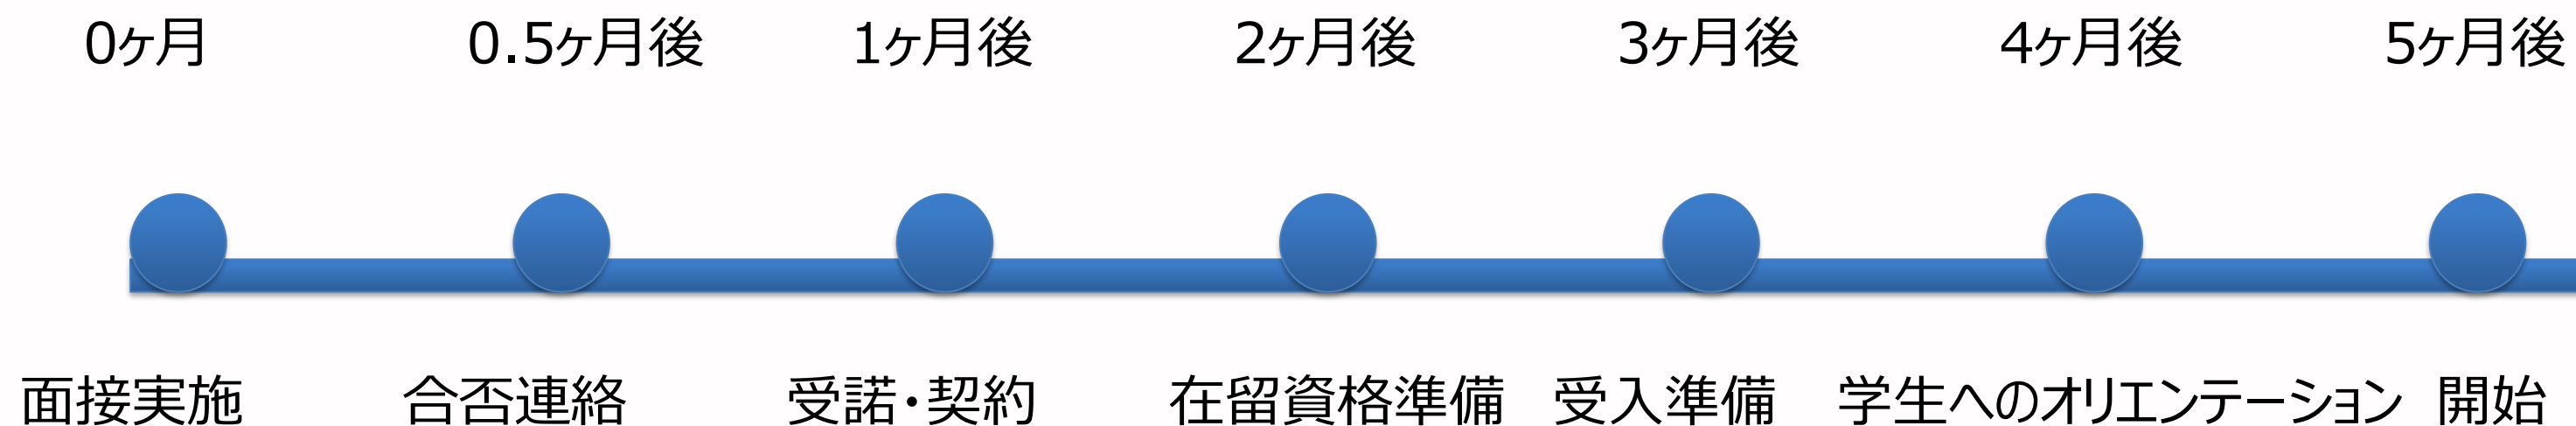 0ヶ月 0.5ヶ月後 1ヶ月後 2ヶ月後 3ヶ月後 4ヶ月後 5ヶ月後
面接実施 合否連絡 受諾・契約 在留資格準備 受入準備 学生へのオリエンテーション 開始